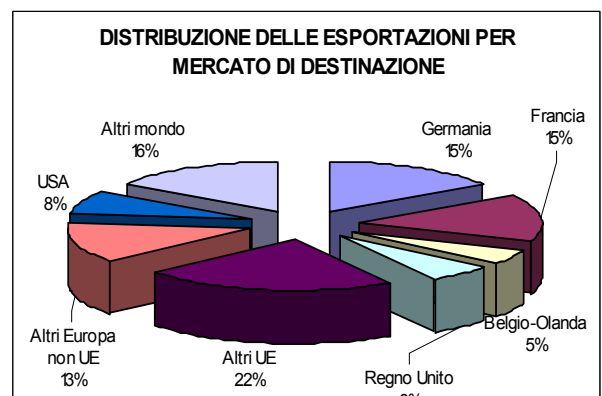 DISTRIBUZIONE DELLE ESPORTAZIONI PER
MERCATO DI DESTINAZIONE
Altri mondo
16%
Germania
15%
Francia
15%
USA
8%
Belgio-Olanda
5%
Altri Europa
non UE
13%
Altri UE
22%
Regno Unito